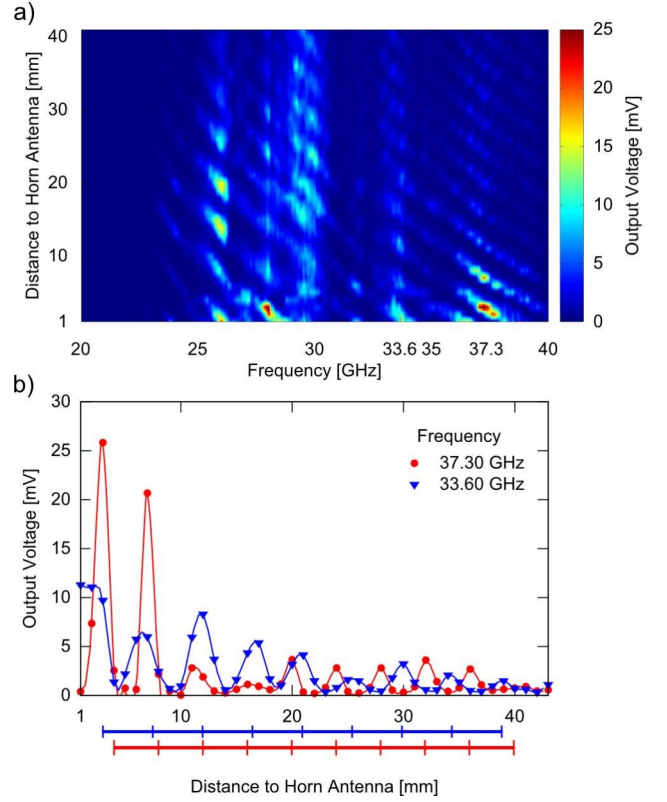 a)
Distance to Horn Antenna [mm]
40
30
20
10
1
20 25 30 33.6 35 37.3 40
Frequency [GHz]
25
20
15
10
5
0
Output Voltage [mV]
b)
Output Voltage [mV]
30
25
20
15
10
5
0
Frequency
37.30 GHz
33.60 GHz
1 10 20 30 40
Distance to Horn Antenna [mm]